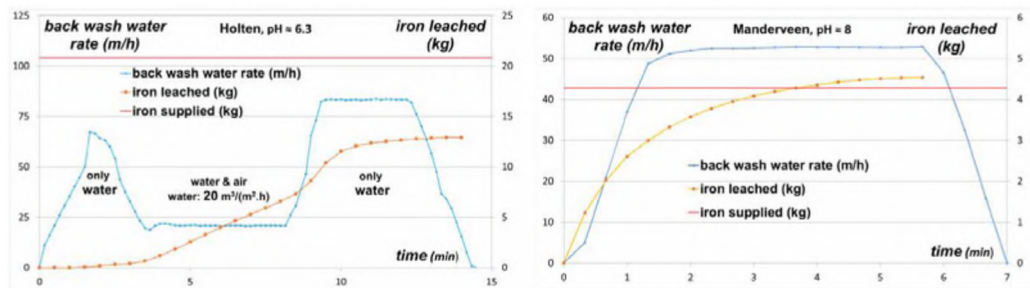 back wash water
rate (m/h)
Holten, pH ≈ 6.3
iron leached
(kg)
125
100
75
50
25
0
25
20
15
10
5
0
back wash water rate (m/h)
iron leached (kg)
iron supplied (kg)
only
water
water & air
water: 20 m³/(m².h)
only
water
time (min)
0
5
10
15
back wash water
rate (m/h)
Manderveen, pH ≈ 8
iron leached
(kg)
60
50
40
30
20
10
0
6
5
4
3
2
1
0
back wash water rate (m/h)
iron leached (kg)
iron supplied (kg)
time (min)
0
1
2
3
4
5
6
7